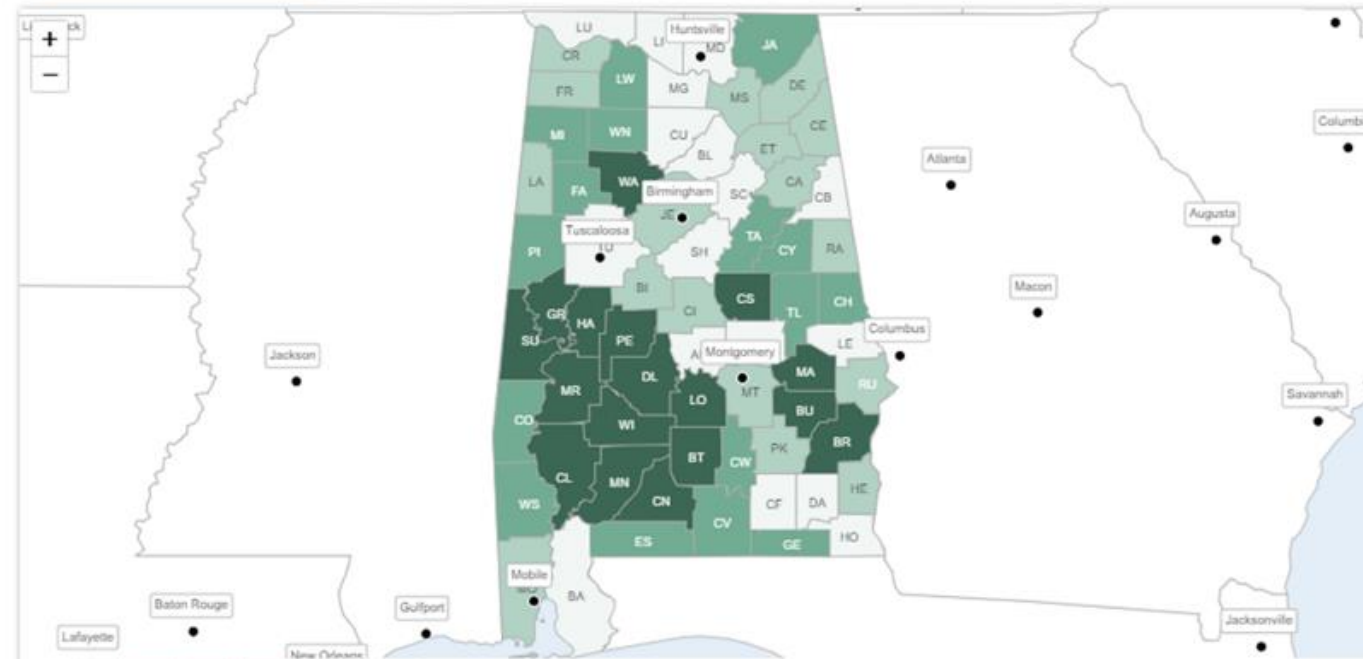 +
−
Huntsville
LU
LI
MD
JA
CR
LW
FR
MG
MS
DE
MI
WN
CU
CE
BL
ET
Atlanta
LA
FA
WA
CA
Birmingham
SC
CB
JE
Augusta
Tuscaloosa
TA
PI
SH
CY
RA
BI
Macon
GR
HA
CI
CS
TL
CH
Columbus
SU
PE
LE
Jackson
Montgomery
DL
MA
MR
LO
MT
RU
Savannah
CO
WI
BU
BR
BT
CW
PK
CL
MN
HE
WS
CN
CF
DA
CV
ES
GE
HO
Mobile
BA
Baton Rouge
Gulfport
Jacksonville
Lafayette
New Orleans